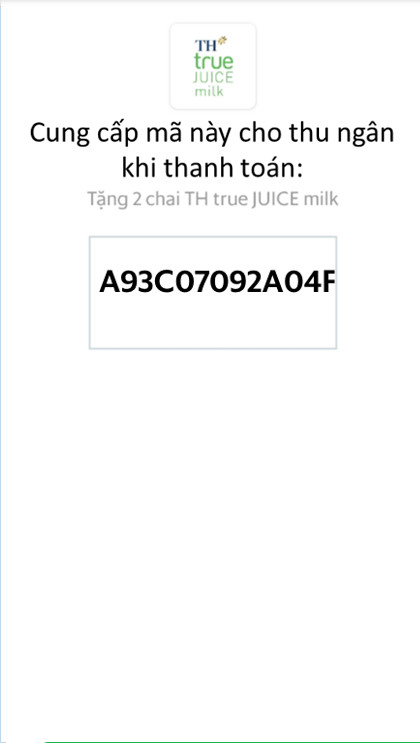 TH
true
JUICE
milk
Cung cấp mã này cho thu ngân
khi thanh toán:
Tặng 2 chai TH true JUICE milk
A93C07092A04F